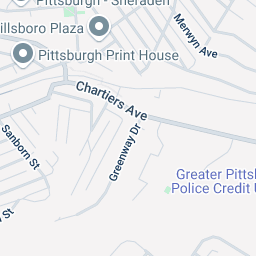 Pittsburgh - Sheraden
illsboro Plaza
Merwyn Ave
Pittsburgh Print House
Chartiers Ave
Sanborn St
Greenway Dr
Greater Pitts
Police Credit U
St